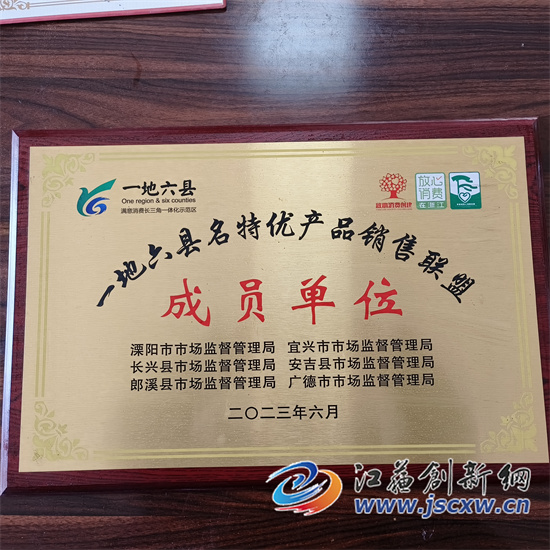 一地六县
One region & six counties
满意消费长三角一体化示范区
放心
消费
在浙江
一地六县名特优产品销售联盟
成员单位
溧阳市市场监督管理局 宜兴市市场监督管理局
长兴县市场监督管理局 安吉县市场监督管理局
郎溪县市场监督管理局 广德市市场监督管理局
二〇二三年六月
江苏创新网
www.jscxw.cn